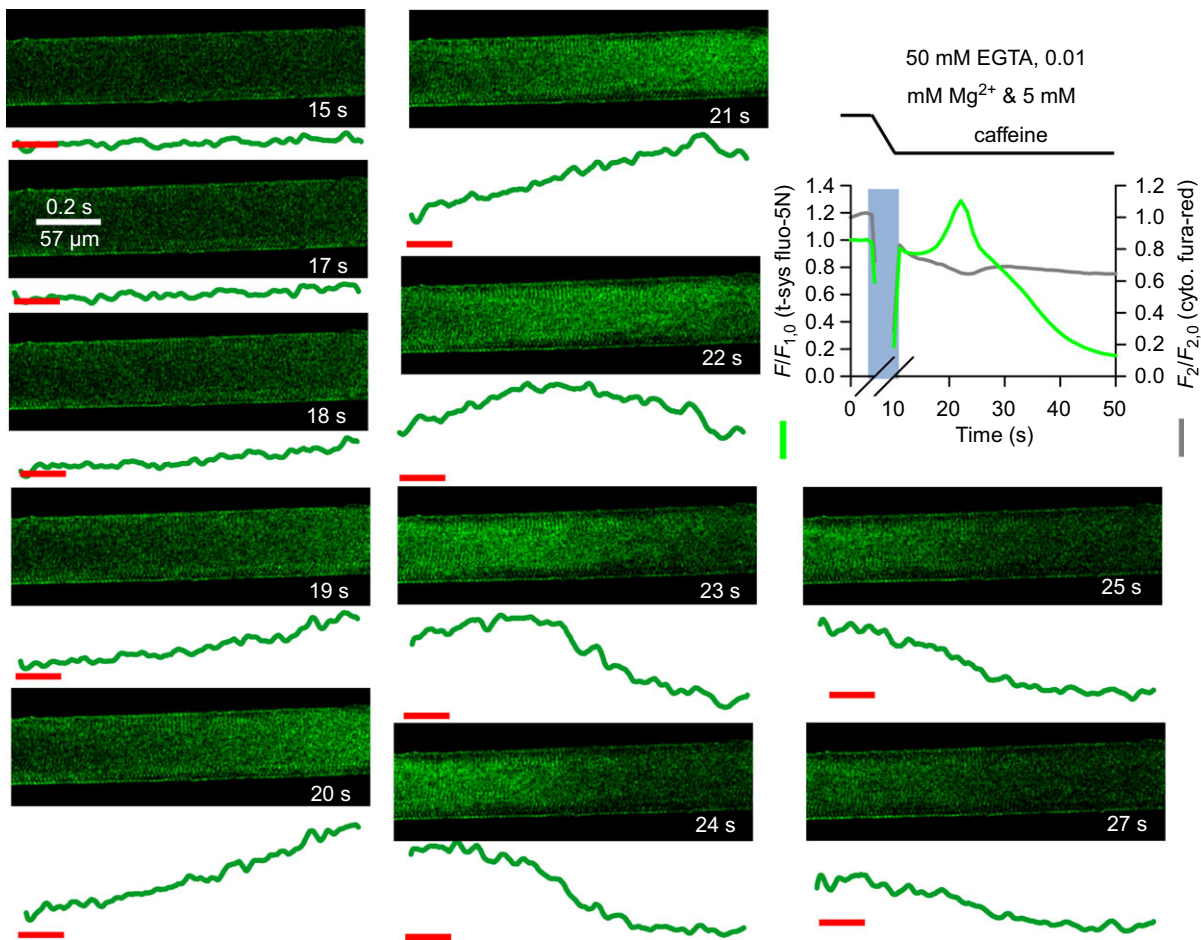 15 s
0.2 s
57 μm
17 s
18 s
19 s
20 s
21 s
22 s
23 s
24 s
50 mM EGTA, 0.01
mM Mg²⁺ & 5 mM
caffeine
F/F₁,₀ (t-sys fluo-5N)
1.4
1.2
1.0
0.8
0.6
0.4
0.2
0.0
1.2
1.0
0.8
0.6
0.4
0.2
0.0
F₂/F₂,₀ (cyto. fura-red)
0 10 20 30 40 50
Time (s)
25 s
27 s